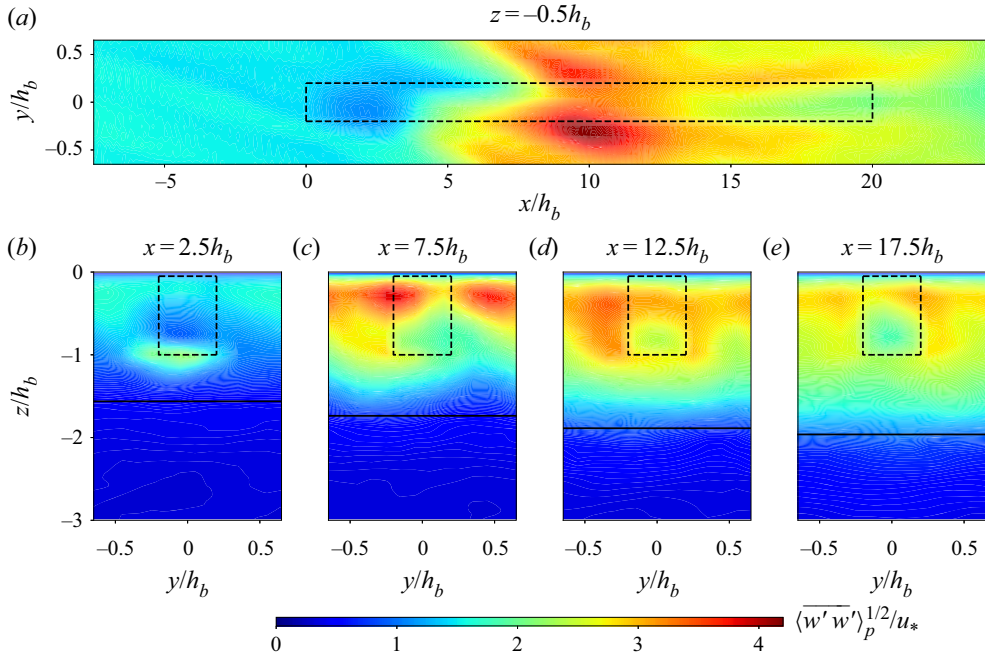 (a) z = –0.5h_b
0.5
0
–0.5
y/h_b
–5 0 5 10 15 20
x/h_b
(b) x = 2.5h_b (c) x = 7.5h_b (d) x = 12.5h_b (e) x = 17.5h_b
0
–1
–2
–3
z/h_b
–0.5 0 0.5 –0.5 0 0.5 –0.5 0 0.5 –0.5 0 0.5
y/h_b y/h_b y/h_b y/h_b
0 1 2 3 4
⟨\overline{w′ w′}⟩_p^{1/2}/u_*